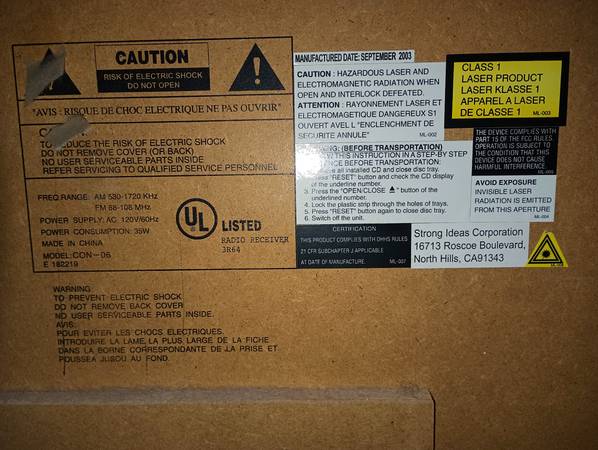 CAUTION
RISK OF ELECTRIC SHOCK
DO NOT OPEN
"AVIS : RISQUE DE CHOC ELECTRIQUE NE PAS OUVRIR"
TO REDUCE THE RISK OF ELECTRIC SHOCK
DO NOT REMOVE COVER (OR BACK)
NO USER SERVICEABLE PARTS INSIDE
REFER SERVICING TO QUALIFIED SERVICE PERSONNEL
FREQ RANGE: AM 530-1720 KHz
FM 88-108 MHz
POWER SUPPLY: AC 120V/60Hz
POWER CONSUMPTION: 35W
MADE IN CHINA
MODEL: CON-06
E 182219
UL
LISTED
RADIO RECEIVER
3R64
WARNING
TO PREVENT ELECTRIC SHOCK
DO NOT REMOVE BACK COVER
NO USER SERVICEABLE PARTS INSIDE.
AVIS:
POUR EVITER LES CHOCS ELECTRIQUES.
INTRODUIRE LA LAME, LA PLUS LARGE DE LA FICHE
DANS LA BORNE CORRESPONDANTE DE LA PRISE ET
POUSSEA JUSQU AU FOND.
MANUFACTURED DATE: SEPTEMBER 2003
CAUTION : HAZARDOUS LASER AND
ELECTROMAGNETIC RADIATION WHEN
OPEN AND INTERLOCK DEFEATED.
ATTENTION : RAYONNEMENT LASER ET
ELECTROMAGETIQUE DANGEREUX S1
OUVERT AVEL L "ENCLENCHMENT DE
SECURITE ANNULE"
ML-002
(BEFORE TRANSPORTATION)
THIS INSTRUCTION IN A STEP-BY STEP
BEFORE TRANSPORTATION:
all installed CD and close disc tray.
"RESET" button and check the CD display
of the underlined number.
3. Press the "OPEN/CLOSE ⏏" button of the
underlined number.
4. Lock the plastic strip through the holes of trays.
5. Press "RESET" button again to close disc tray.
6. Switch off the unit.
CERTIFICATION
THIS PRODUCT COMPLIES WITH DHHS RULES
21 CFR SUBCHAPTER J APPLICABLE
AT DATE OF MANUFACTURE.
ML-007
CLASS 1
LASER PRODUCT
LASER KLASSE 1
APPAREL A LASER
DE CLASSE 1
ML-003
THE DEVICE COMPLIES WITH
PART 15 OF THE FCC RULES
OPERATION IS SUBJECT TO
THE CONDITION THAT THIS
DEVICE DOES NOT CAUSE
HARMFUL INTERFERENCE.
AVOID EXPOSURE
INVISIBLE LASER
RADIATION IS EMITTED
FROM THIS APERTURE
ML-004
Strong Ideas Corporation
16713 Roscoe Boulevard,
North Hills, CA91343